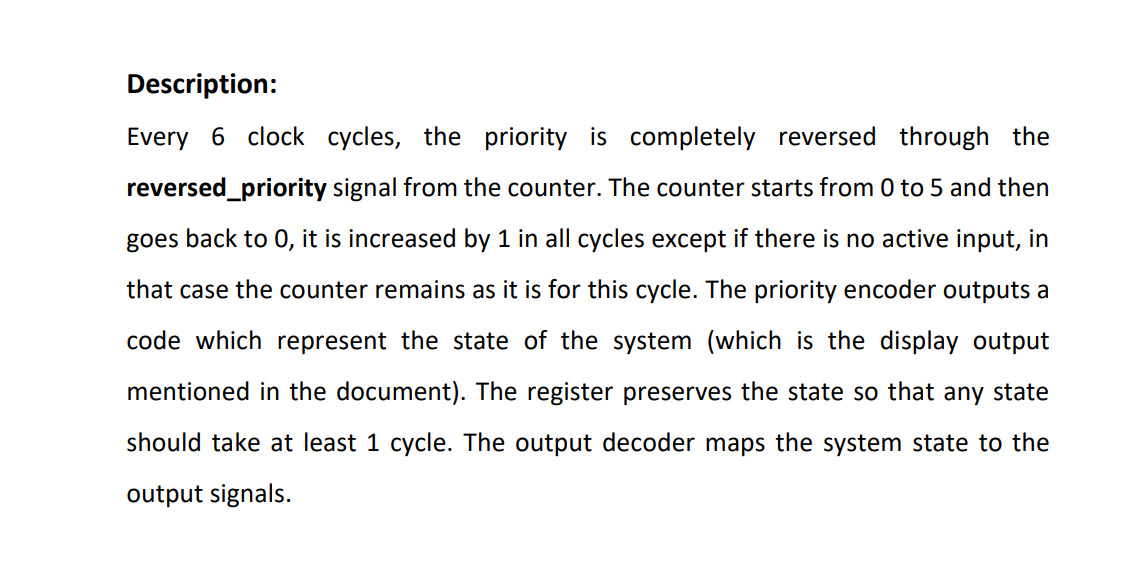 Description:
Every 6 clock cycles, the priority is completely reversed through the
reversed_priority signal from the counter. The counter starts from 0 to 5 and then
goes back to 0, it is increased by 1 in all cycles except if there is no active input, in
that case the counter remains as it is for this cycle. The priority encoder outputs a
code which represent the state of the system (which is the display output
mentioned in the document). The register preserves the state so that any state
should take at least 1 cycle. The output decoder maps the system state to the
output signals.